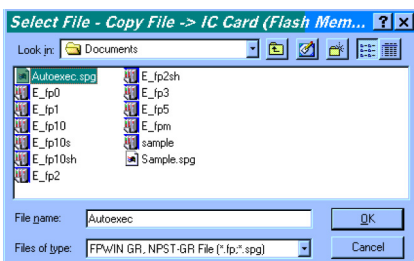 Select File - Copy File -> IC Card (Flash Mem...
Look in: Documents
Autoexec.spg
E_fp0
E_fp1
E_fp10
E_fp10s
E_fp10sh
E_fp2
E_fp2sh
E_fp3
E_fp5
E_fpm
sample
Sample.spg
File name: Autoexec OK
Files of type: FPWIN GR, NPST-GR File (*.fp;*.spg) Cancel